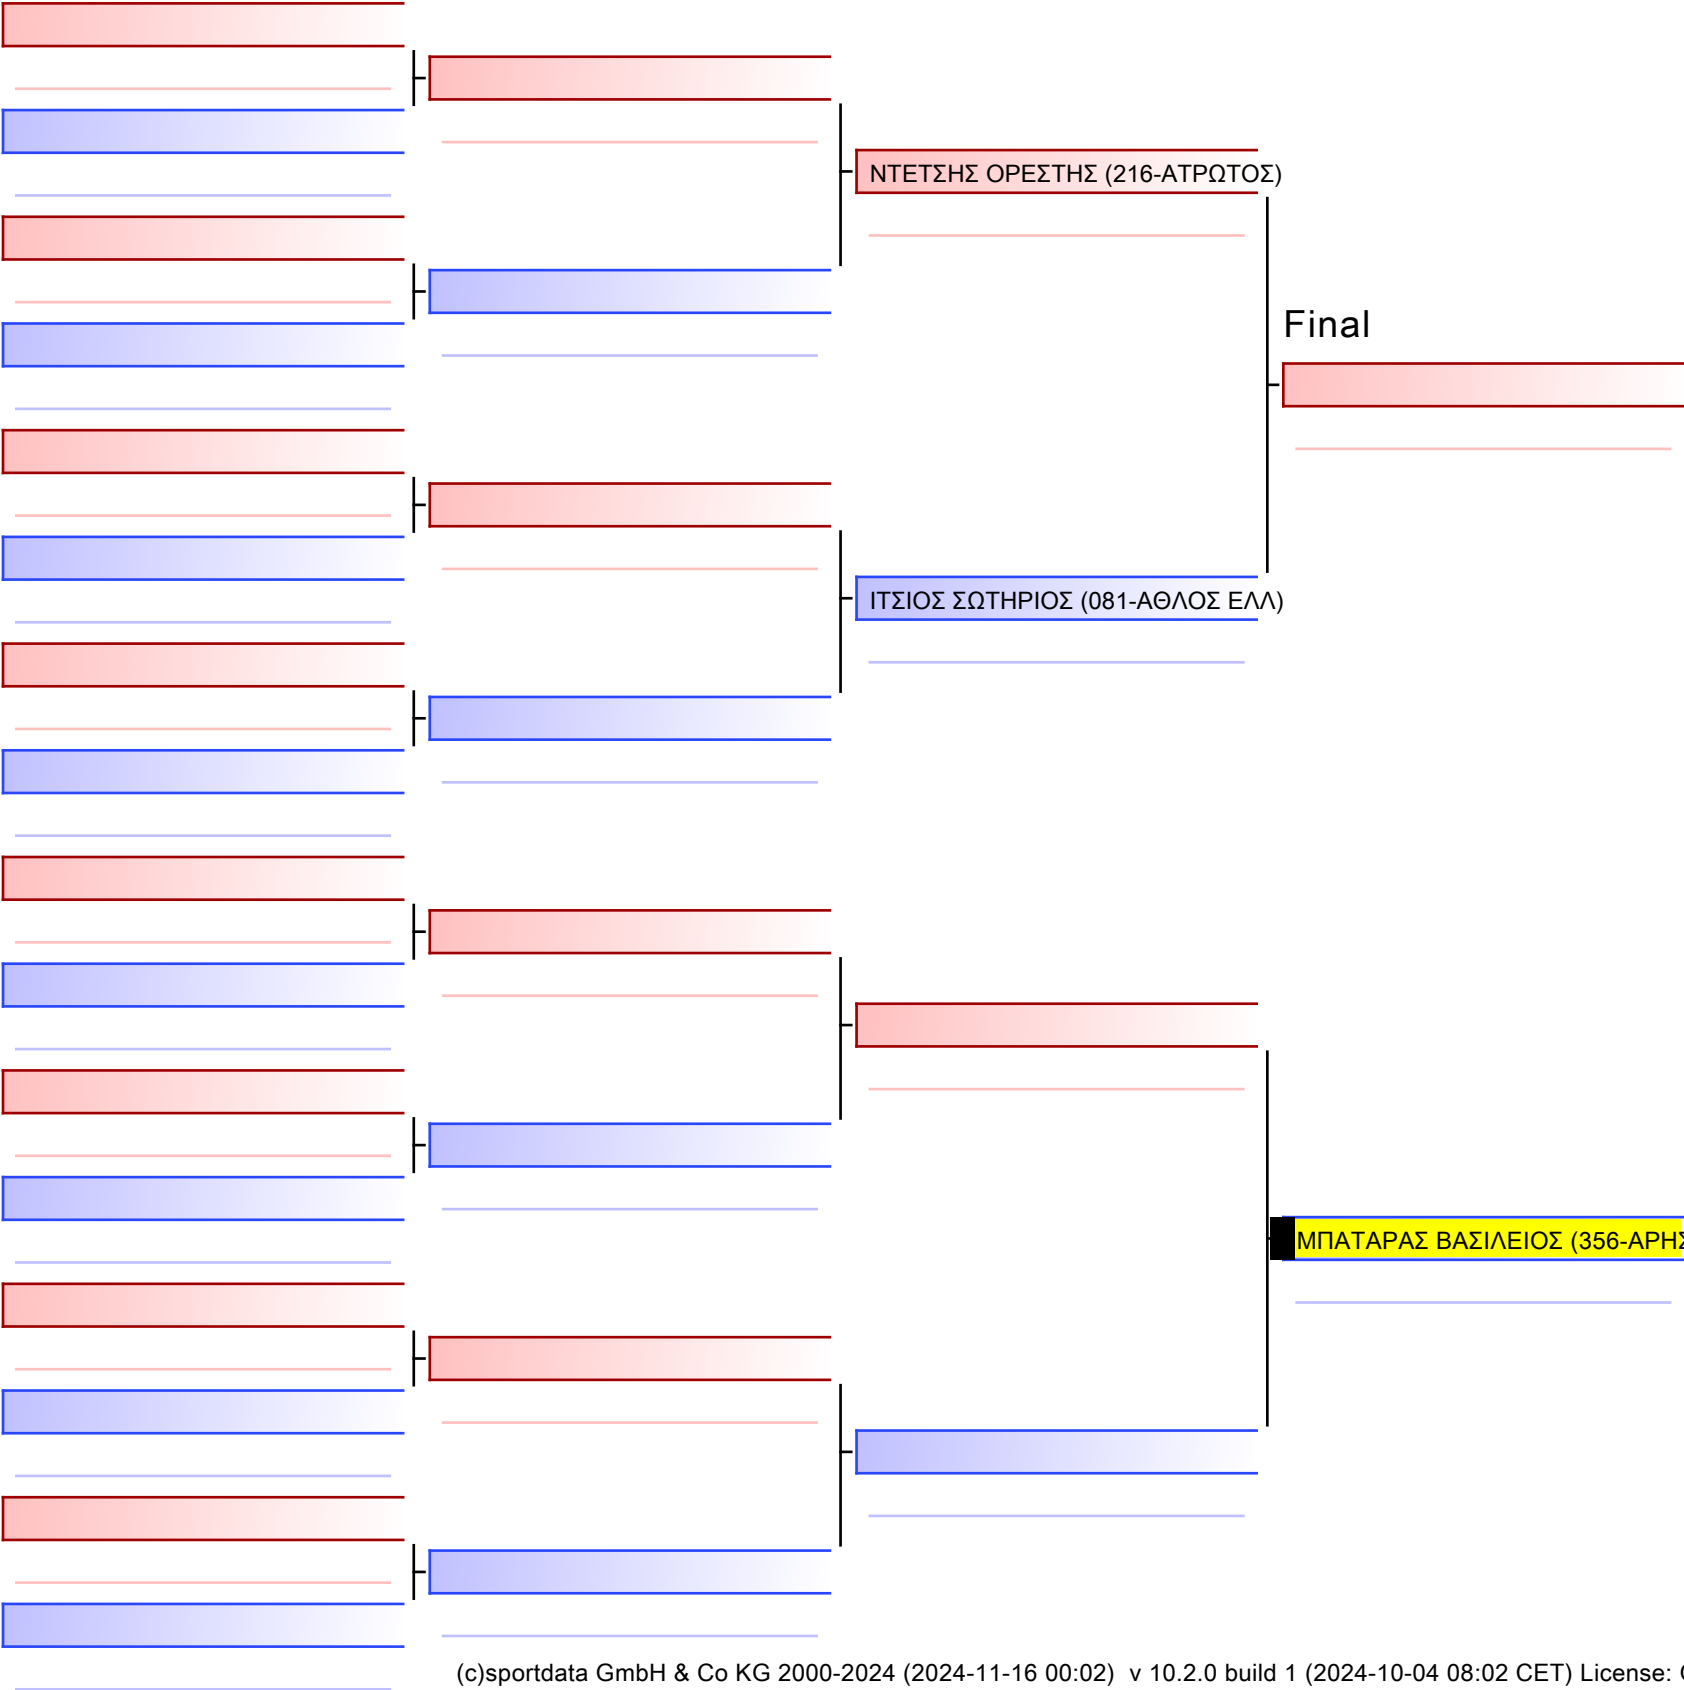 ΝΤΕΤΣΗΣ ΟΡΕΣΤΗΣ (216-ΑΤΡΩΤΟΣ)
Final
ΙΤΣΙΟΣ ΣΩΤΗΡΙΟΣ (081-ΑΘΛΟΣ ΕΛΛ)
ΜΠΑΤΑΡΑΣ ΒΑΣΙΛΕΙΟΣ (356-ΑΡΗΣ
(c)sportdata GmbH & Co KG 2000-2024 (2024-11-16 00:02) v 10.2.0 build 1 (2024-10-04 08:02 CET) License: